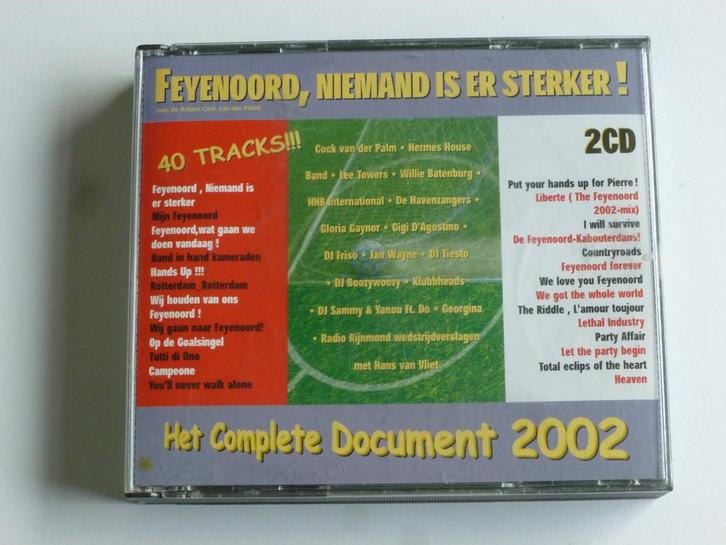 FEYENOORD, NIEMAND IS ER STERKER !
(van de Artiest Cock van der Palm)
40 TRACKS!!!
Feyenoord , Niemand is
er sterker
Mijn Feyenoord
Feyenoord,wat gaan we
doen vandaag !
Hand in hand kameraden
Hands Up !!!
Rotterdam_Rotterdam
Wij houden van ons
Feyenoord !
Wij gaan naar Feyenoord!
Op de Goalsingel
Tutti di Ono
Campeone
You'll never walk alone
Cock van der Palm • Hermes House
Band • Lee Towers • Willie Batenburg •
HHB International • De Havenzangers •
Gloria Gaynor • Gigi D'Agostino •
DJ Friso • Jan Wayne • DJ Tiesto
• DJ Boozywoozy • Klubbheads
• DJ Sammy & Yanou Ft. Do • Georgina
• Radio Rijnmond wedstrijdverslagen
met Hans van Vliet
2CD
Put your hands up for Pierre !
Liberte ( The Feyenoord
2002-mix)
I will survive
De Feyenoord-Kabouterdans!
Countryroads
Feyenoord forever
We love you Feyenoord
We got the whole world
The Riddle , L'amour toujour
Lethal Industry
Party Affair
Let the party begin
Total eclips of the heart
Heaven
Het Complete Document 2002